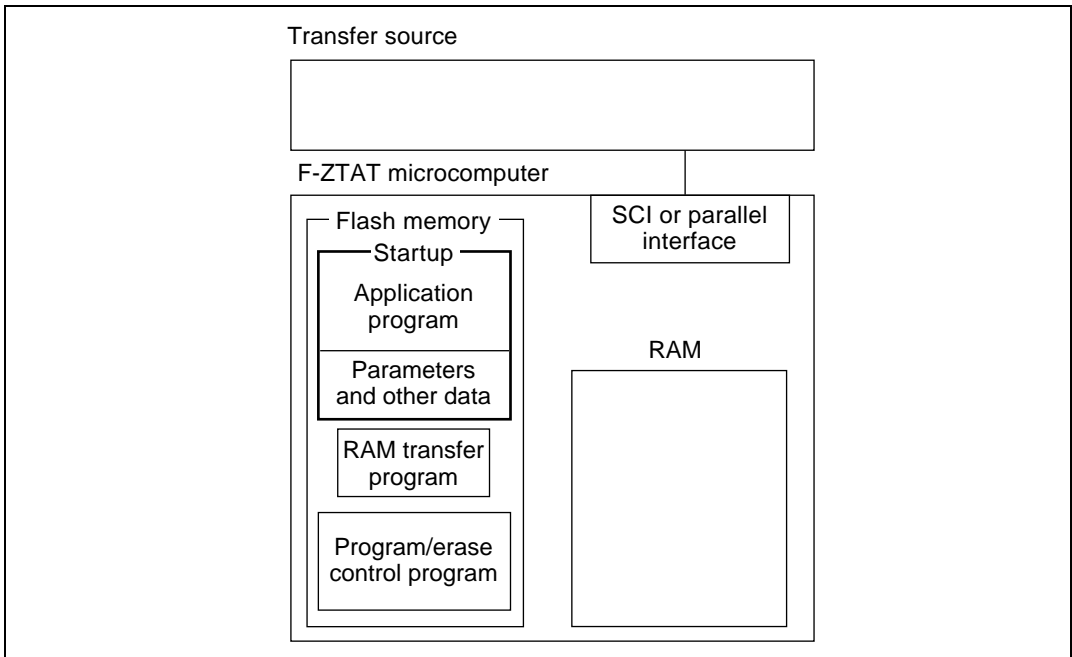 Transfer source
F-ZTAT microcomputer
Flash memory
Startup
Application
program
Parameters
and other data
RAM transfer
program
Program/erase
control program
SCI or parallel
interface
RAM